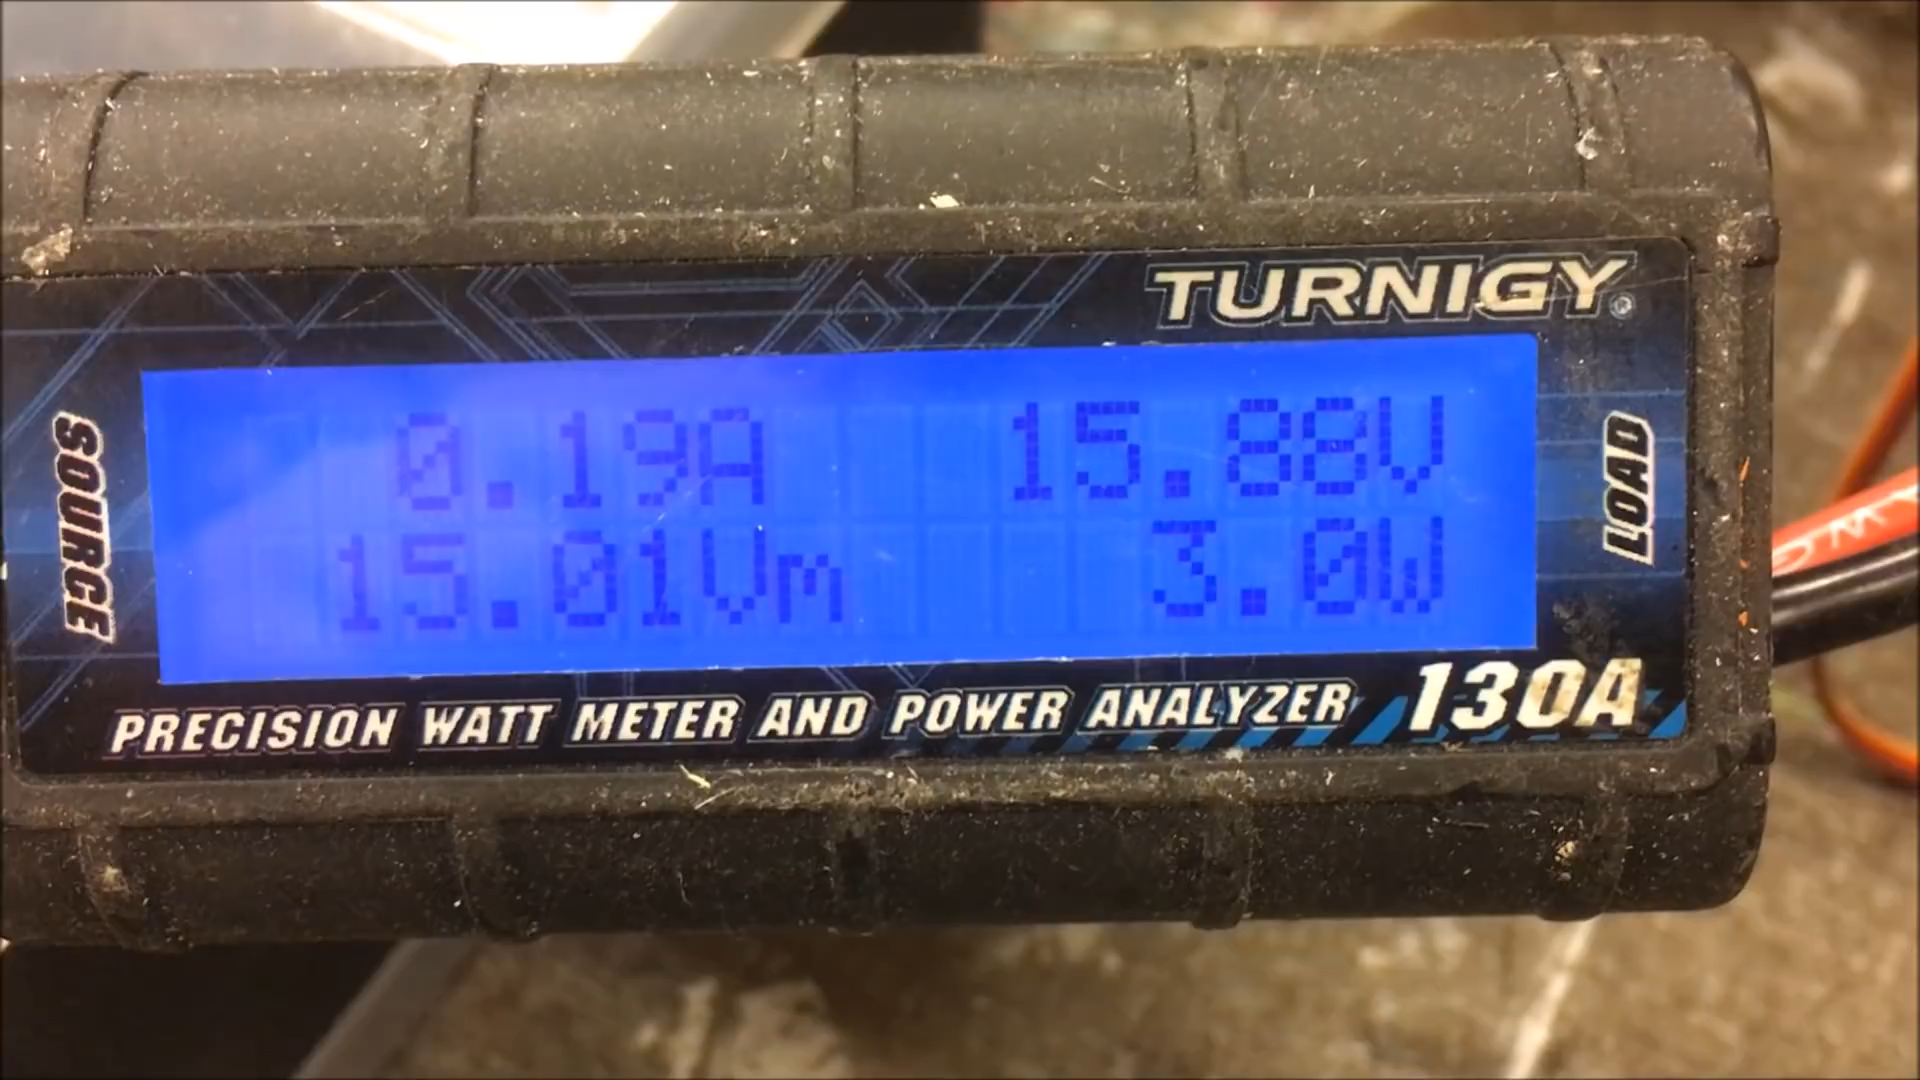 TURNIGY®
SOURCE
0.19A 15.88V
15.01Vm 3.0W
LOAD
PRECISION WATT METER AND POWER ANALYZER 130A